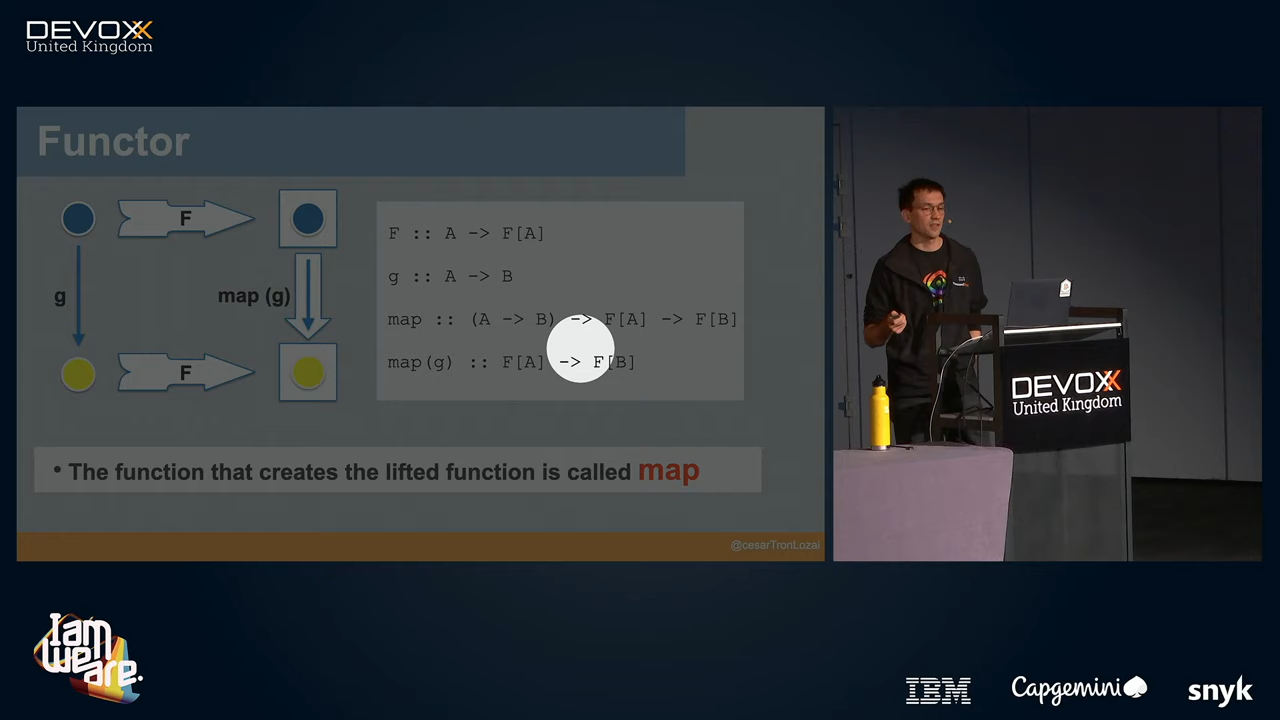 DEVOXX
United Kingdom
Functor
F
g
map (g)
F
F :: A -> F[A]
g :: A -> B
map :: (A -> B) -> F[A] -> F[B]
map(g) :: F[A] -> F[B]
• The function that creates the lifted function is called map
@cesarTronLozai
DEVOXX
United Kingdom
I am
We are.
IBM
Capgemini
snyk